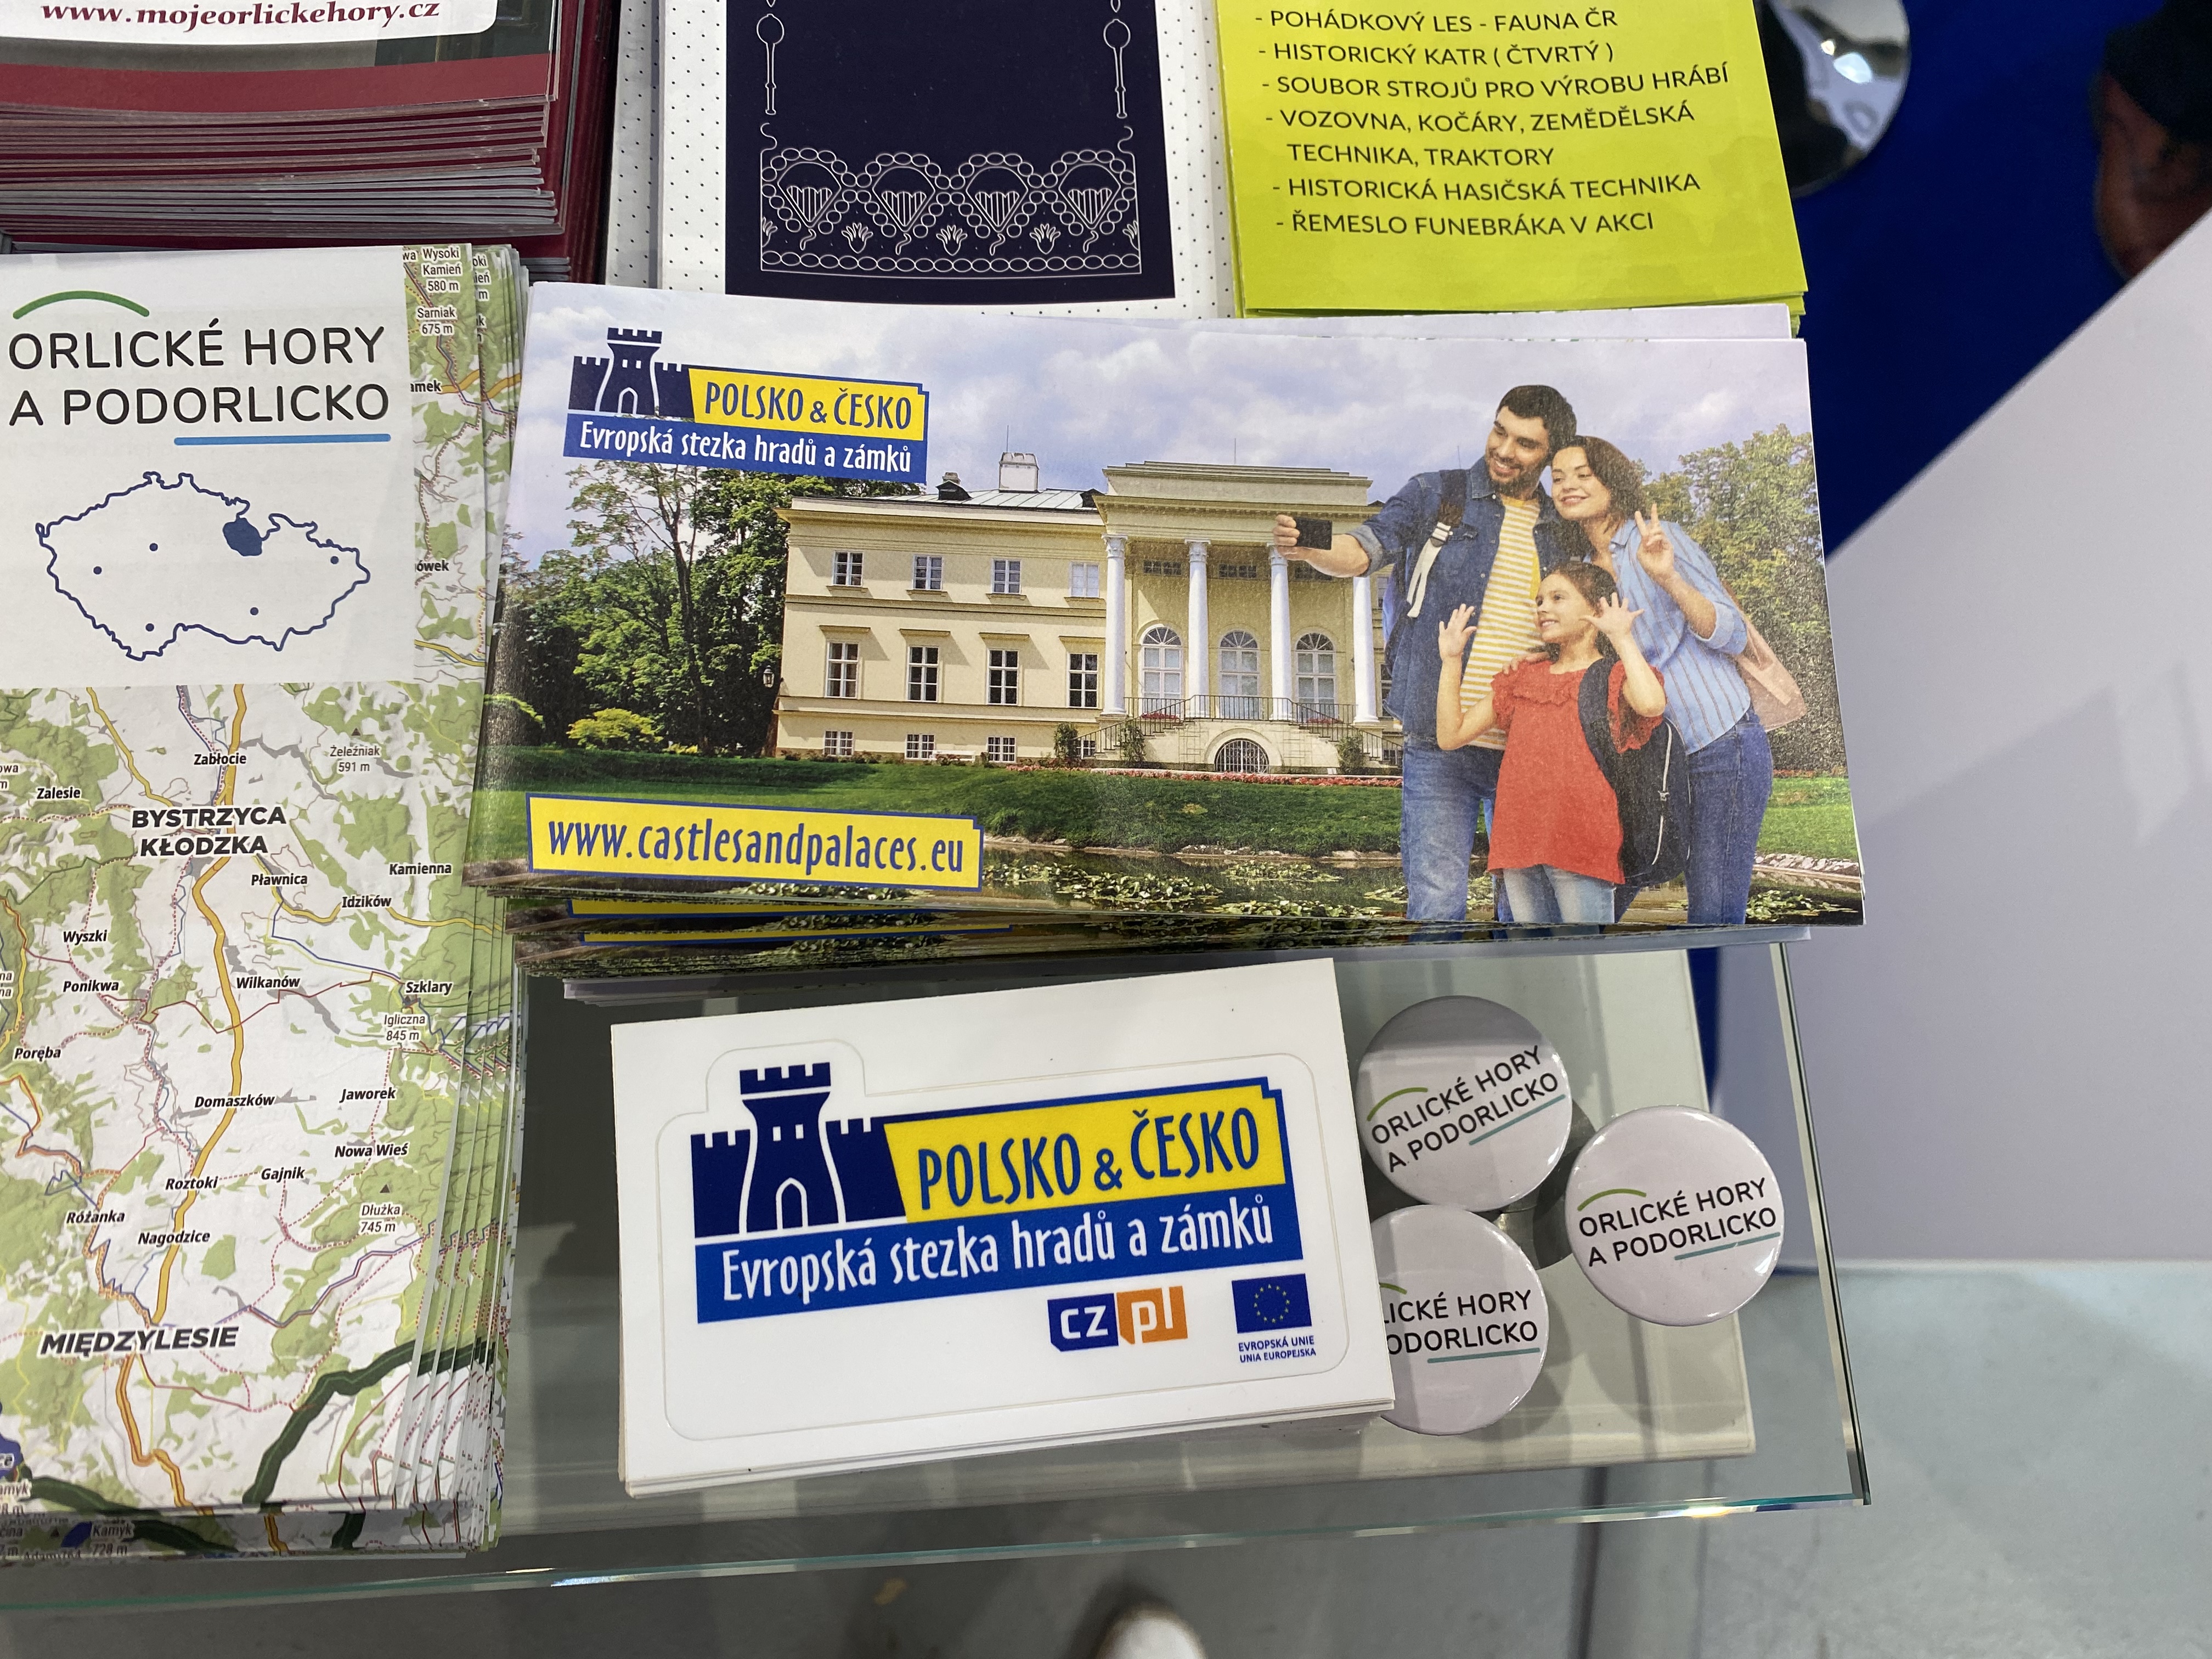 www.mojeorlickehory.cz
- POHÁDKOVÝ LES - FAUNA ČR
- HISTORICKÝ KATR ( ČTVRTÝ )
- SOUBOR STROJŮ PRO VÝROBU HRÁBÍ
- VOZOVNA, KOČÁRY, ZEMĚDĚLSKÁ
TECHNIKA, TRAKTORY
- HISTORICKÁ HASIČSKÁ TECHNIKA
- ŘEMESLO FUNEBRÁKA V AKCI
ORLICKÉ HORY
A PODORLICKO
Wysoki
Kamień
580 m
Sarniak
675 m
Zabłocie
Żeleźniak
591 m
Zalesie
BYSTRZYCA
KŁODZKA
Kamienna
Pławnica
Idzików
Wyszki
Ponikwa
Wilkanów
Szklary
Igliczna
845 m
Poręba
Domaszków
Jaworek
Nowa Wieś
Roztoki
Gajnik
Różanka
Dłużka
745 m
Nagodzice
MIĘDZYLESIE
Kamyk
728 m
POLSKO & ČESKO
Evropská stezka hradů a zámků
www.castlesandpalaces.eu
POLSKO & ČESKO
Evropská stezka hradů a zámků
cz pl
EVROPSKÁ UNIE
UNIA EUROPEJSKA
ORLICKÉ HORY
A PODORLICKO
ORLICKÉ HORY
A PODORLICKO
LICKÉ HORY
ODORLICKO